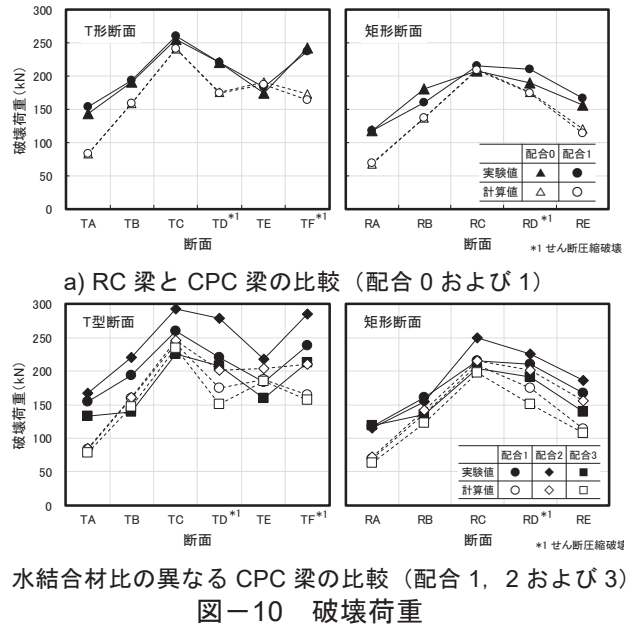 T形断面
矩形断面
破壊荷重(kN)
300
250
200
150
100
50
0
TA TB TC TD*1 TE TF*1
断面
RA RB RC RD*1 RE
断面
配合0 配合1
実験値 ▲ ●
計算値 △ ○
*1 せん断圧縮破壊
a) RC 梁と CPC 梁の比較（配合 0 および 1）
T型断面
矩形断面
破壊荷重(kN)
300
250
200
150
100
50
0
TA TB TC TD*1 TE TF*1
断面
RA RB RC RD*1 RE
断面
配合1 配合2 配合3
実験値 ● ◆ ■
計算値 ○ ◇ □
*1 せん断圧縮破壊
水結合材比の異なる CPC 梁の比較（配合 1，2 および 3）
図－10 破壊荷重